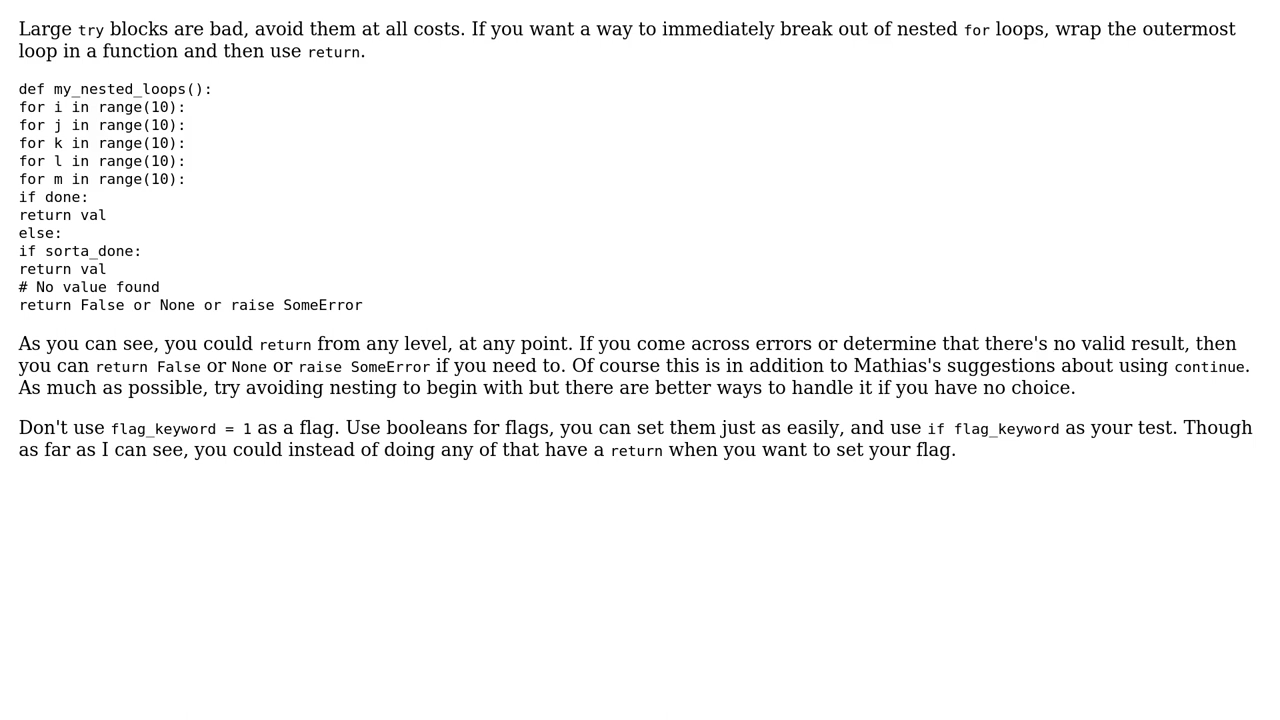 Large try blocks are bad, avoid them at all costs. If you want a way to immediately break out of nested for loops, wrap the outermost
loop in a function and then use return.
def my_nested_loops():
for i in range(10):
for j in range(10):
for k in range(10):
for l in range(10):
for m in range(10):
if done:
return val
else:
if sorta_done:
return val
# No value found
return False or None or raise SomeError
As you can see, you could return from any level, at any point. If you come across errors or determine that there's no valid result, then
you can return False or None or raise SomeError if you need to. Of course this is in addition to Mathias's suggestions about using continue.
As much as possible, try avoiding nesting to begin with but there are better ways to handle it if you have no choice.
Don't use flag_keyword = 1 as a flag. Use booleans for flags, you can set them just as easily, and use if flag_keyword as your test. Though
as far as I can see, you could instead of doing any of that have a return when you want to set your flag.